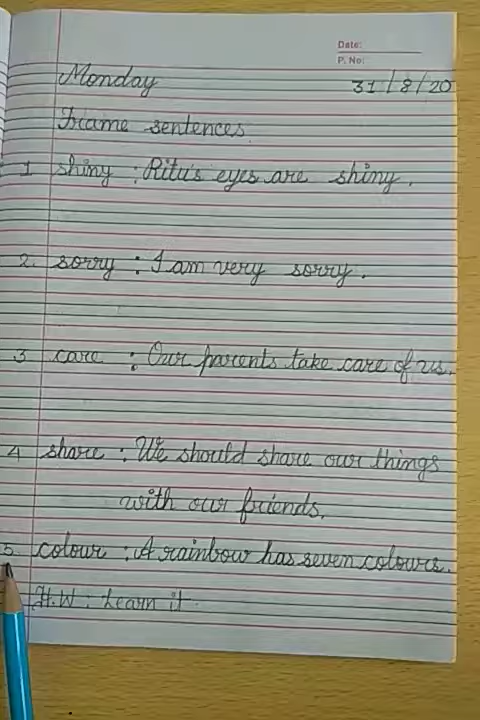 Date:
P. No:
Monday 31/8/20
Frame sentences
1 shiny : Ritu's eyes are shiny.
2. sorry : I am very sorry.
3 care : Our parents take care of us.
4 share : We should share our things
with our friends.
5 colour : A rainbow has seven colours.
H.W : Learn it.